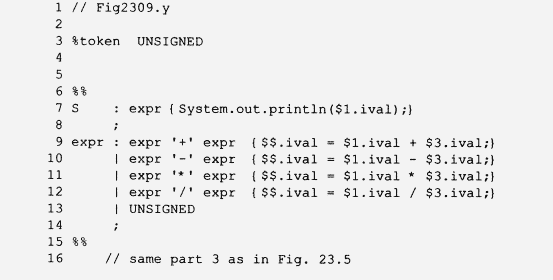 1 // Fig2309.y
2
3 %token  UNSIGNED
4
5
6 %%
7 S    : expr {System.out.println($1.ival);}
8      ;
9 expr : expr '+' expr  {$$.ival = $1.ival + $3.ival;}
10      | expr '-' expr  {$$.ival = $1.ival - $3.ival;}
11      | expr '*' expr  {$$.ival = $1.ival * $3.ival;}
12      | expr '/' expr  {$$.ival = $1.ival / $3.ival;}
13      | UNSIGNED
14      ;
15 %%
16     // same part 3 as in Fig. 23.5